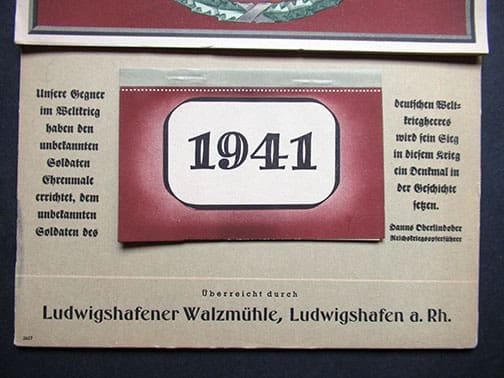 Unsere Gegner
im Weltkrieg
haben den
unbekannten
Soldaten
Ehrenmale
errichtet, dem
unbekannten
Soldaten des
1941
deutschen Welt-
kriegheeres
wird sein Sieg
in diesem Krieg
ein Denkmal in
der Geschichte
setzen.
Hanns Oberlindober
Reichskriegsopferführer
Überreicht durch
Ludwigshafener Walzmühle, Ludwigshafen a. Rh.